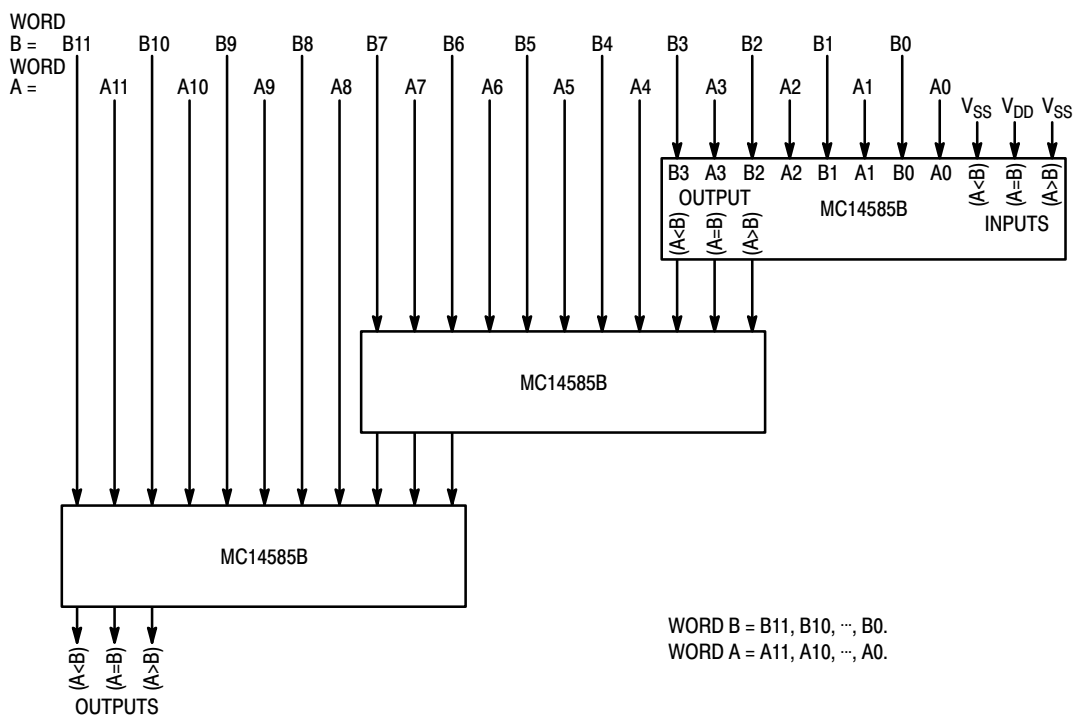 WORD
B = B11 B10 B9 B8 B7 B6 B5 B4 B3 B2 B1 B0
WORD
A = A11 A10 A9 A8 A7 A6 A5 A4 A3 A2 A1 A0
VSS VDD VSS
B3 A3 B2 A2 B1 A1 B0 A0 (A<B) (A=B) (A>B)
OUTPUT MC14585B INPUTS
(A<B) (A=B) (A>B)
MC14585B
MC14585B
(A<B) (A=B) (A>B)
OUTPUTS
WORD B = B11, B10, ..., B0.
WORD A = A11, A10, ..., A0.